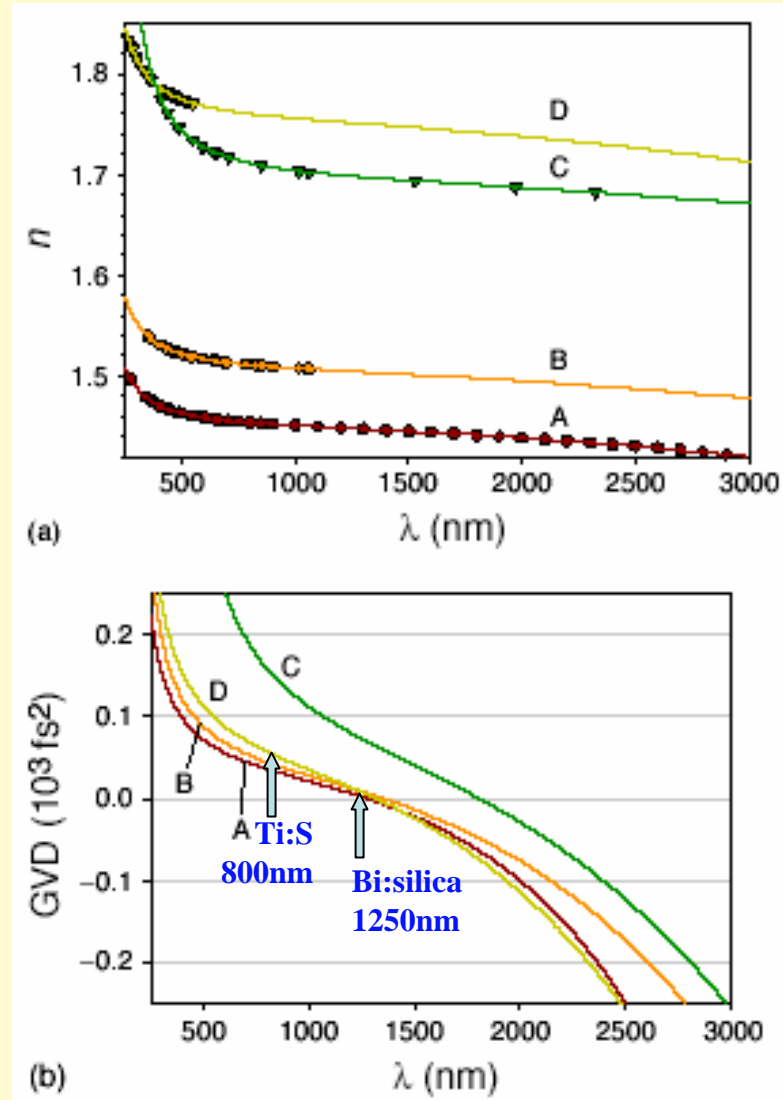 1.8
1.7
1.6
1.5
n
D
C
B
A
500 1000 1500 2000 2500 3000
λ (nm)
(a)
0.2
0.1
0.0
−0.1
−0.2
GVD (10³ fs²)
C
D
B
A
Ti:S
800nm
Bi:silica
1250nm
500 1000 1500 2000 2500 3000
λ (nm)
(b)